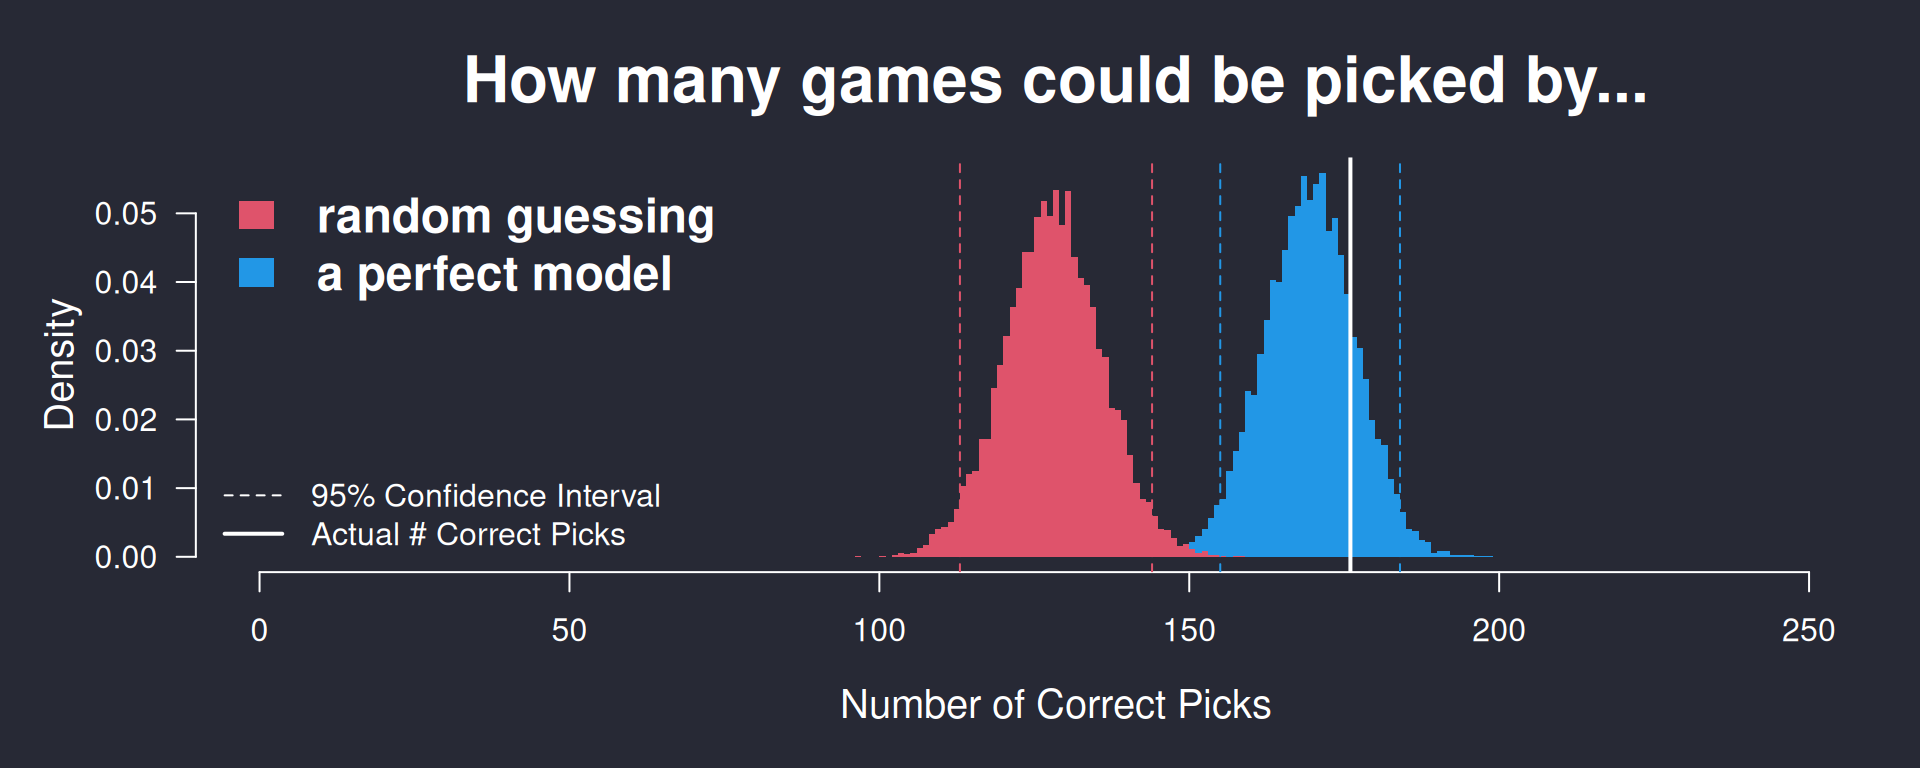 How many games could be picked by...
random guessing
a perfect model
Density
0.05
0.04
0.03
0.02
0.01
0.00
95% Confidence Interval
Actual # Correct Picks
0 50 100 150 200 250
Number of Correct Picks